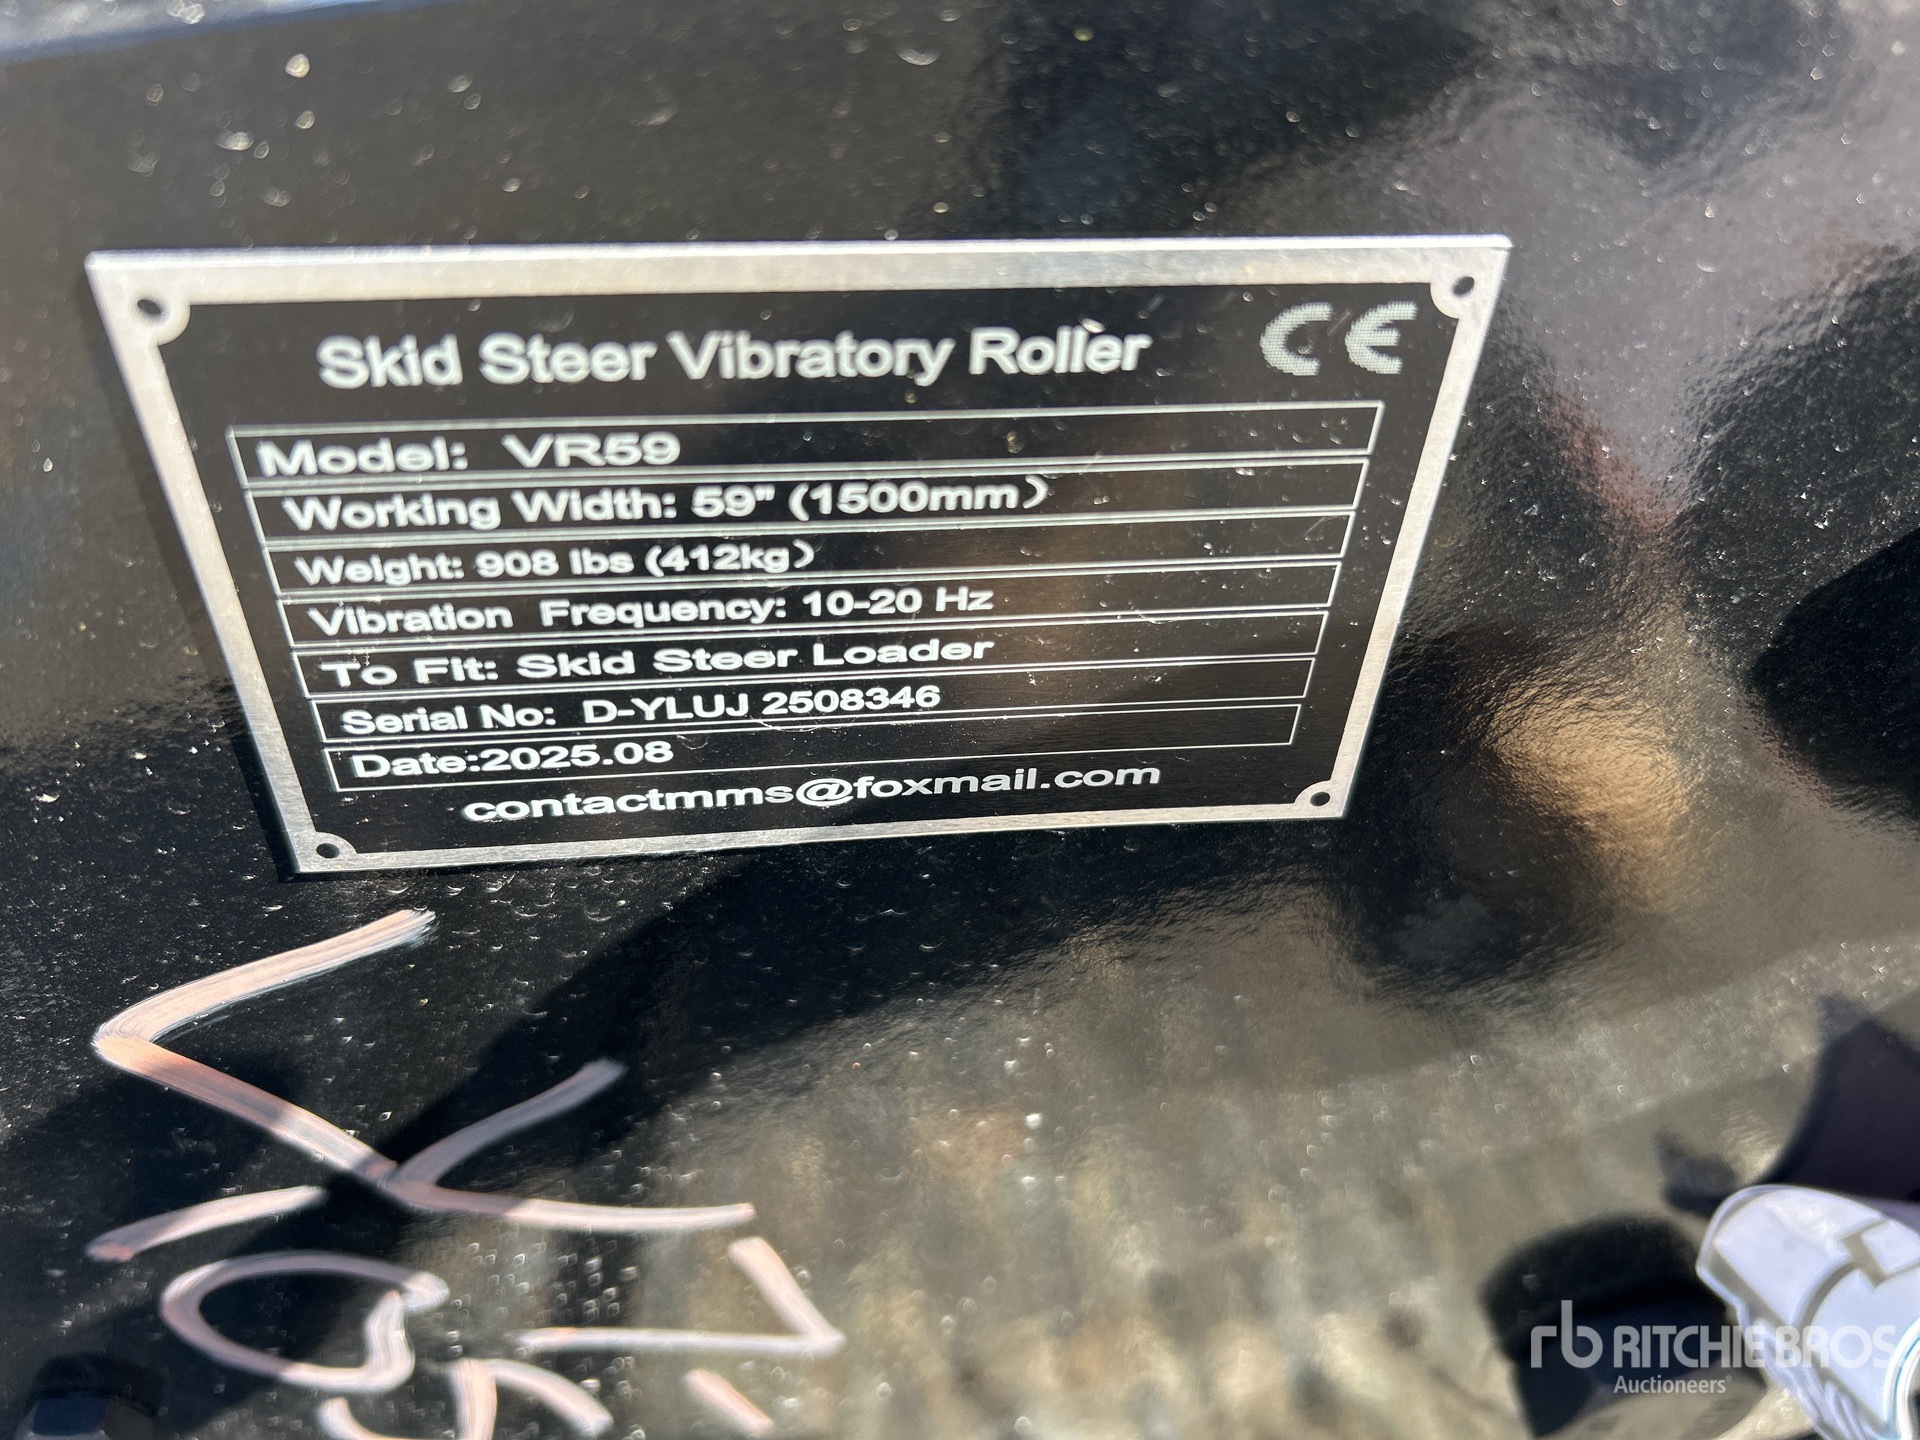 Skid Steer Vibratory Roller CE
Model: VR59
Working Width: 59" (1500mm)
Weight: 908 lbs (412kg)
Vibration Frequency: 10-20 Hz
To Fit: Skid Steer Loader
Serial No: D-YLUJ 2508346
Date:2025.08
contactmms@foxmail.com
rb RITCHIE BROS.
Auctioneers